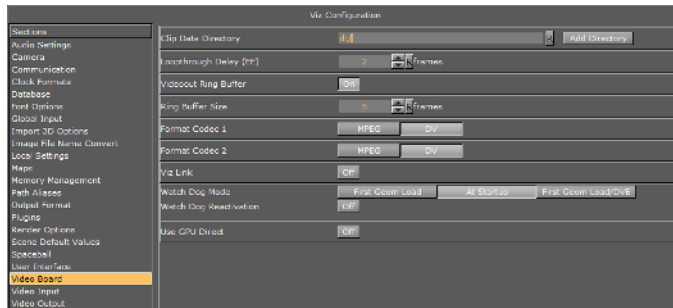 Viz Configuration
Sections
Audio Settings
Camera
Communication
Clock Formats
Database
Font Options
Global Input
Import 3D Options
Image File Name Convert
Local Settings
Maps
Memory Management
Path Aliases
Output Format
Plugins
Render Options
Scene Default Values
Spaceball
User Interface
Video Board
Video Input
Video Output
Clip Data Directory
R Add Directory
Loopthrough Delay (EE) 2 R frames
Videoout Ring Buffer On
Ring Buffer Size 5 R frames
Format Codec 1 MPEG DV
Format Codec 2 MPEG DV
Viz Link Off
Watch Dog Mode First Geom Load At Startup First Geom Load/DVE
Watch Dog Reactivation Off
Use GPU Direct Off